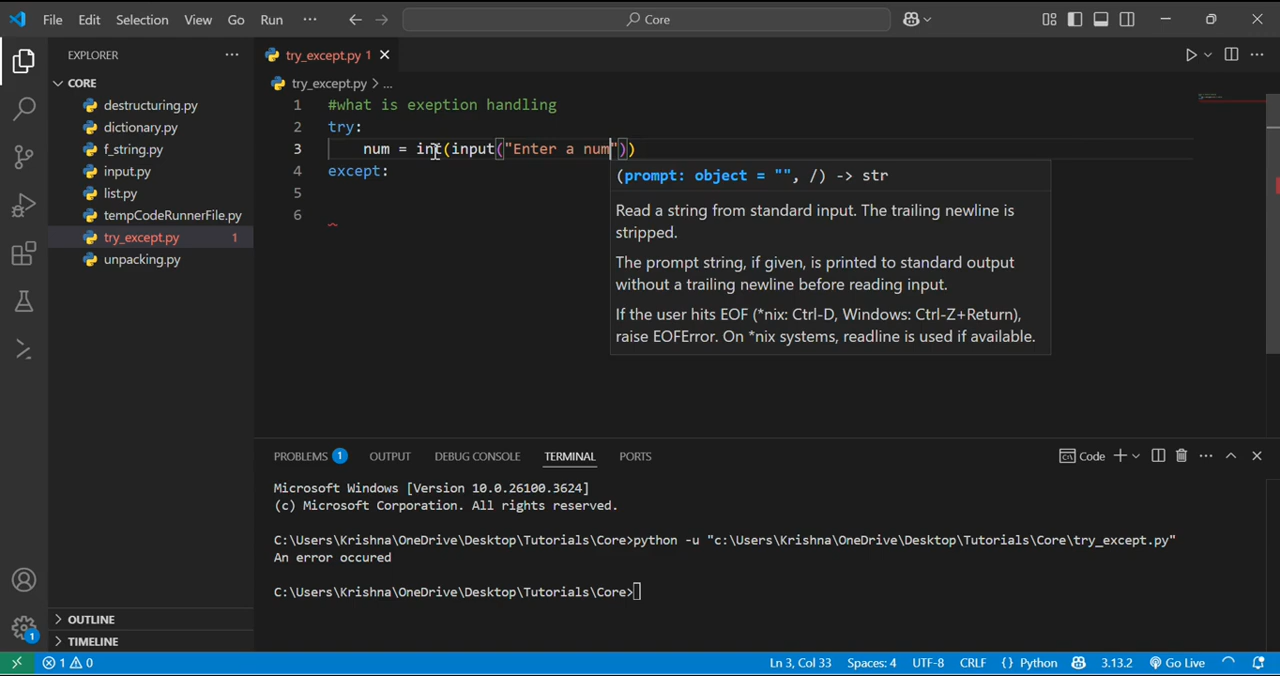 File Edit Selection View Go Run ... Core
EXPLORER ...
CORE
destructuring.py
dictionary.py
f_string.py
input.py
list.py
tempCodeRunnerFile.py
try_except.py 1
unpacking.py
OUTLINE
TIMELINE
try_except.py 1
try_except.py > ...
1 #what is exeption handling
2 try:
3 num = int(input("Enter a num"))
4 except:
5
6
(prompt: object = "", /) -> str
Read a string from standard input. The trailing newline is
stripped.
The prompt string, if given, is printed to standard output
without a trailing newline before reading input.
If the user hits EOF (*nix: Ctrl-D, Windows: Ctrl-Z+Return),
raise EOFError. On *nix systems, readline is used if available.
PROBLEMS 1 OUTPUT DEBUG CONSOLE TERMINAL PORTS Code
Microsoft Windows [Version 10.0.26100.3624]
(c) Microsoft Corporation. All rights reserved.
C:\Users\Krishna\OneDrive\Desktop\Tutorials\Core>python -u "c:\Users\Krishna\OneDrive\Desktop\Tutorials\Core\try_except.py"
An error occured
C:\Users\Krishna\OneDrive\Desktop\Tutorials\Core>
1
1 0 Ln 3, Col 33 Spaces: 4 UTF-8 CRLF {} Python 3.13.2 Go Live